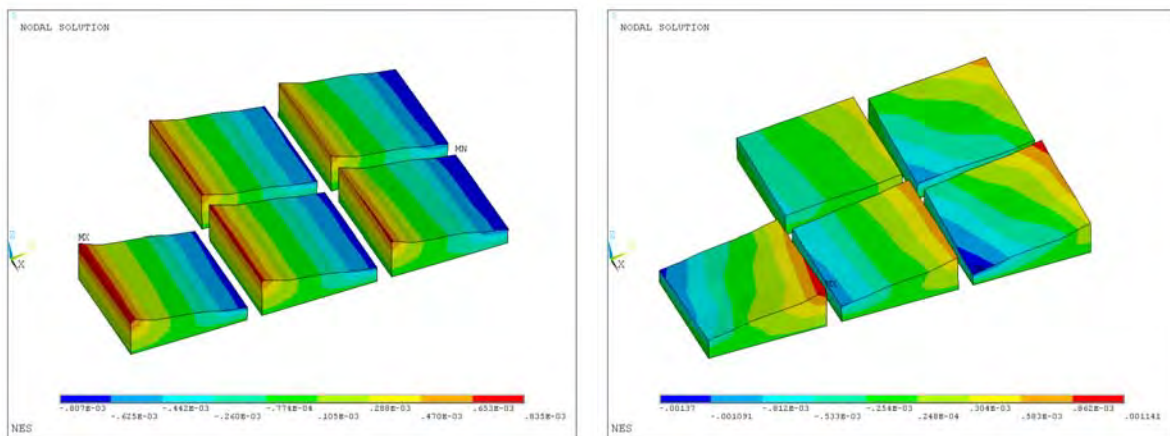 NODAL SOLUTION
MX
MN
X
-.807E-03 -.442E-03 -.774E-04 .288E-03 .653E-03
-.625E-03 -.260E-03 .105E-03 .470E-03 .835E-03
NES
NODAL SOLUTION
MX
X
-.00137 -.812E-03 -.254E-03 .304E-03 .862E-03
-.001091 -.533E-03 .248E-04 .583E-03 .001141
NES